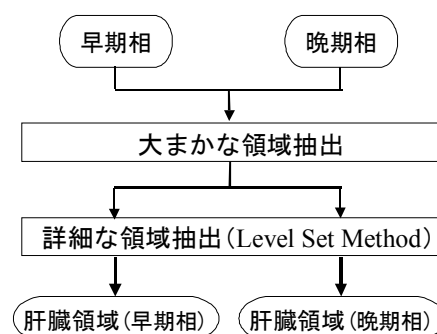 早期相
晩期相
大まかな領域抽出
詳細な領域抽出(Level Set Method)
肝臓領域(早期相)
肝臓領域(晩期相)